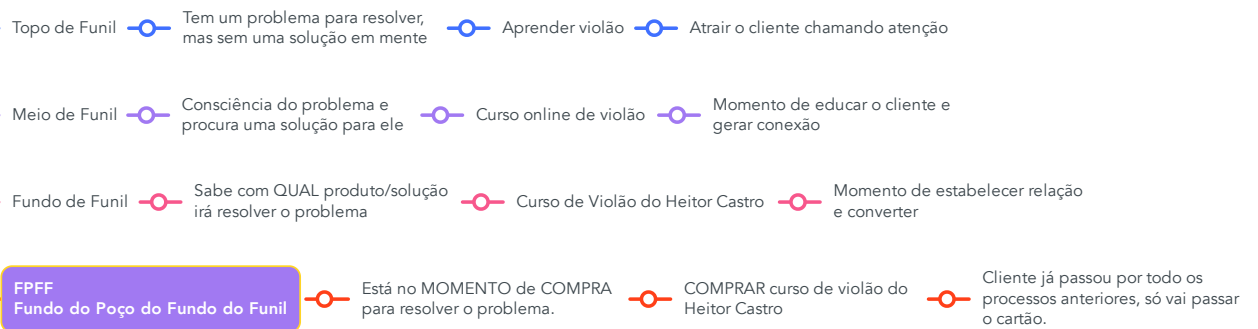 Topo de Funil
Tem um problema para resolver,
mas sem uma solução em mente
Aprender violão
Atrair o cliente chamando atenção
Meio de Funil
Consciência do problema e
procura uma solução para ele
Curso online de violão
Momento de educar o cliente e
gerar conexão
Fundo de Funil
Sabe com QUAL produto/solução
irá resolver o problema
Curso de Violão do Heitor Castro
Momento de estabelecer relação
e converter
FPFF
Fundo do Poço do Fundo do Funil
Está no MOMENTO de COMPRA
para resolver o problema.
COMPRAR curso de violão do
Heitor Castro
Cliente já passou por todo os
processos anteriores, só vai passar
o cartão.